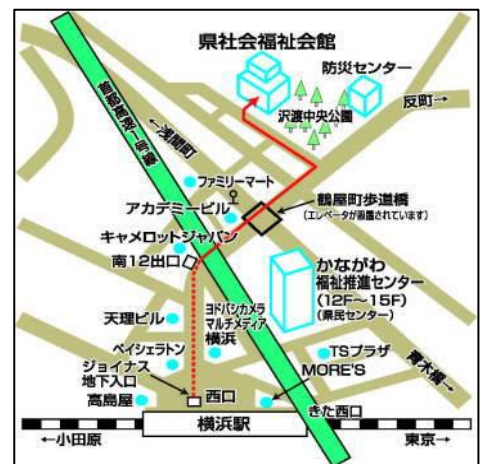 県社会福祉会館
防災センター
反町→
沢渡中央公園
首都高速一号線
←浅間町
ファミリーマート
アカデミービル
鶴屋町歩道橋
(エレベータが設置されています)
キャメロットジャパン
南12出口
かながわ
福祉推進センター
(12F〜15F)
(県民センター)
天理ビル
ヨドバシカメラ
マルチメディア
横浜
ベイシェラトン
TSプラザ
青木橋→
ジョイナス
地下入口
MORE'S
高島屋
西口
きた西口
横浜駅
←小田原
東京→